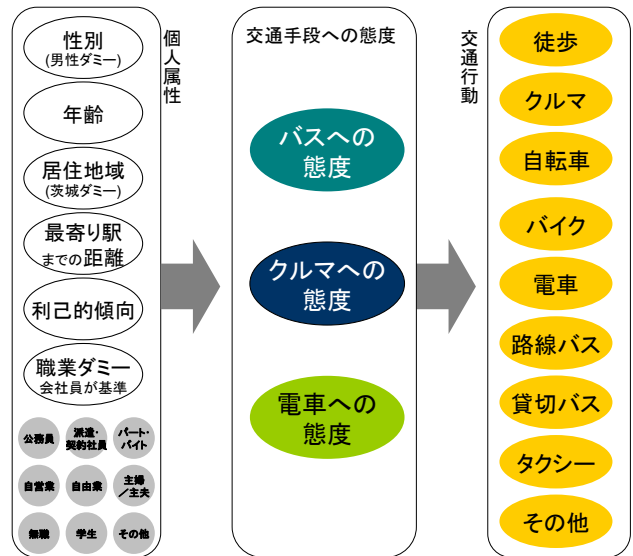 個人属性
性別
(男性ダミー)
年齢
居住地域
(茨城ダミー)
最寄り駅
までの距離
利己的傾向
職業ダミー
会社員が基準
公務員
派遣・
契約社員
パート・
バイト
自営業
自由業
主婦
／主夫
無職
学生
その他
交通手段への態度
バスへの
態度
クルマへの
態度
電車への
態度
交通行動
徒歩
クルマ
自転車
バイク
電車
路線バス
貸切バス
タクシー
その他